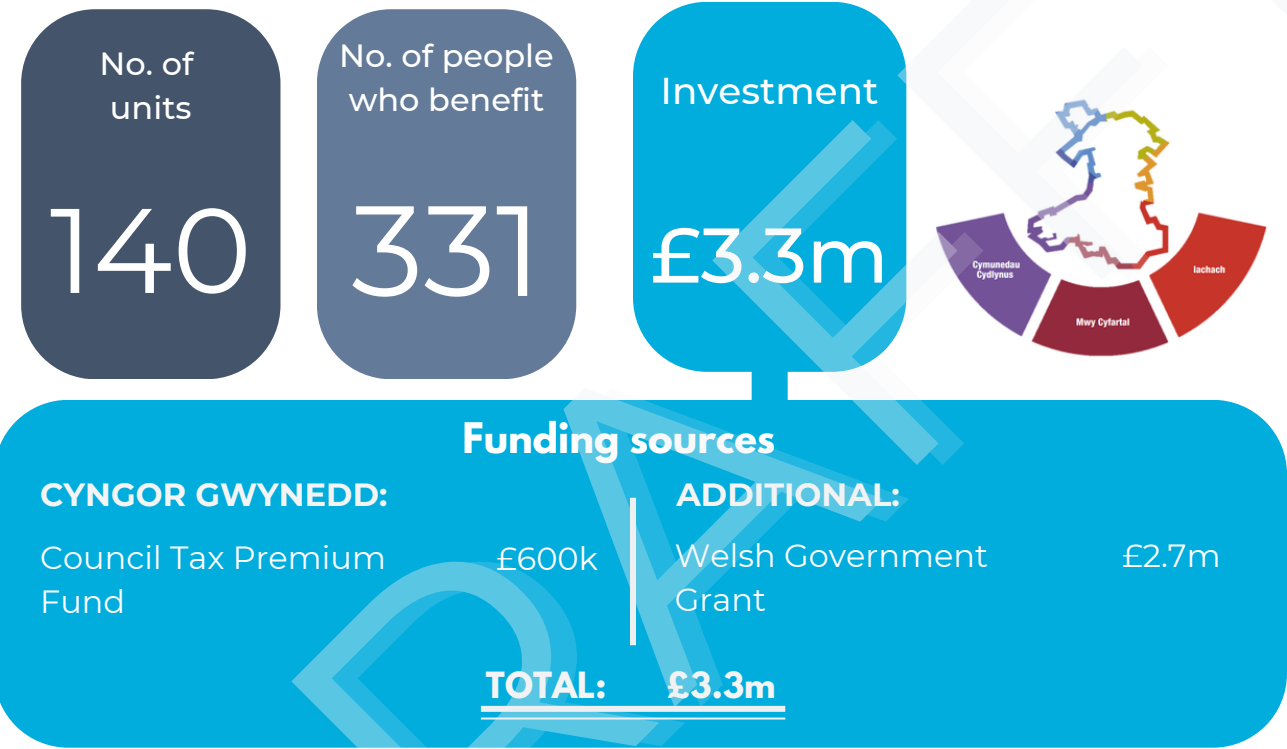 No. of
units
140
No. of people
who benefit
331
Investment
£3.3m
Cymunedau
Cydlynus
Mwy Cyfartal
Iachach
Funding sources
CYNGOR GWYNEDD:
Council Tax Premium
Fund
£600k
ADDITIONAL:
Welsh Government
Grant
£2.7m
TOTAL: £3.3m